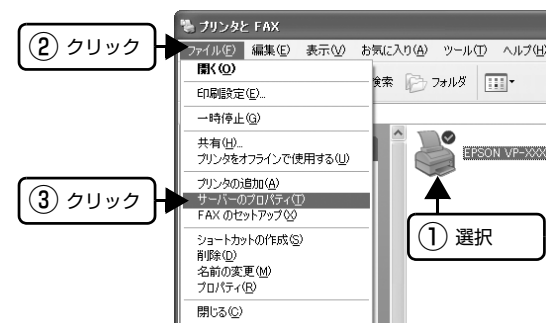 プリンタと FAX
② クリック
ファイル(F) 編集(E) 表示(V) お気に入り(A) ツール(T) ヘルプ(H)
開く(O)
検索 フォルダ
印刷設定(E)...
一時停止(G)
共有(H)...
プリンタをオフラインで使用する(U)
EPSON VP-XXX
プリンタの追加(A)
③ クリック
サーバーのプロパティ(T)
FAX のセットアップ(X)
① 選択
ショートカットの作成(S)
削除(D)
名前の変更(M)
プロパティ(R)
閉じる(C)